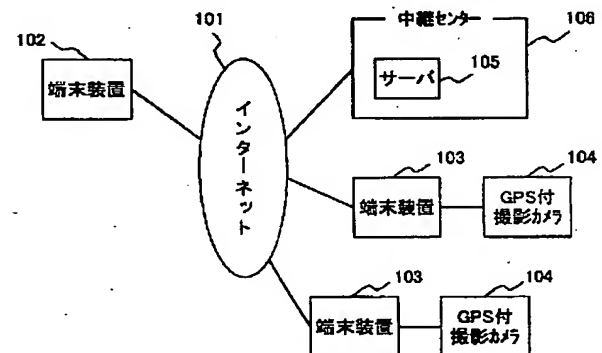 101
102
端末装置
インターネット
中継センター
106
サーバ
105
103
端末装置
104
GPS付
撮影カメラ
103
端末装置
104
GPS付
撮影カメラ